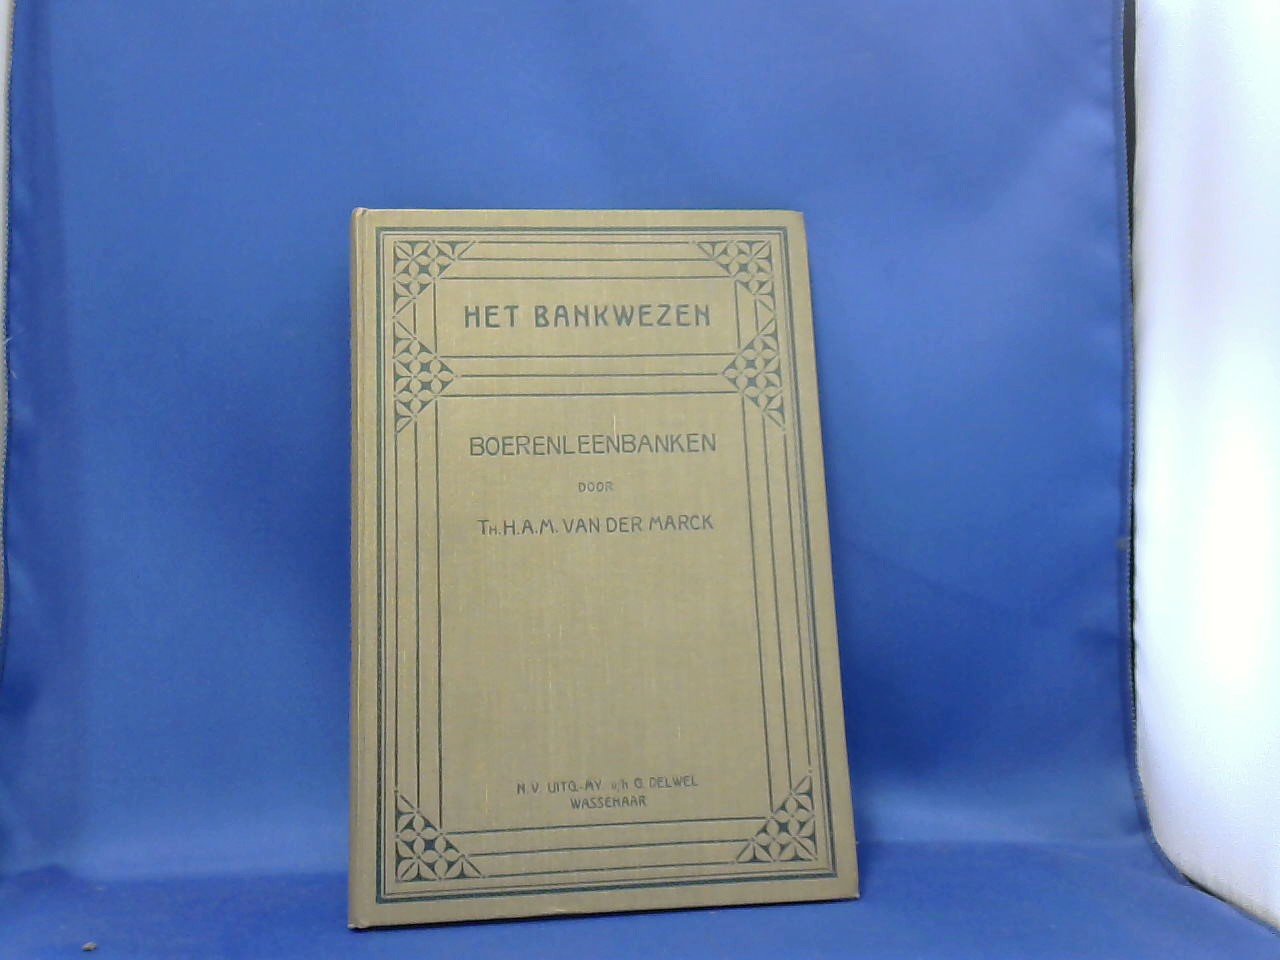 HET BANKWEZEN
BOERENLEENBANKEN
DOOR
TH. H. A. M. VAN DER MARCK
N. V. UITG.-MY. v/h G. DELWEL
WASSENAAR